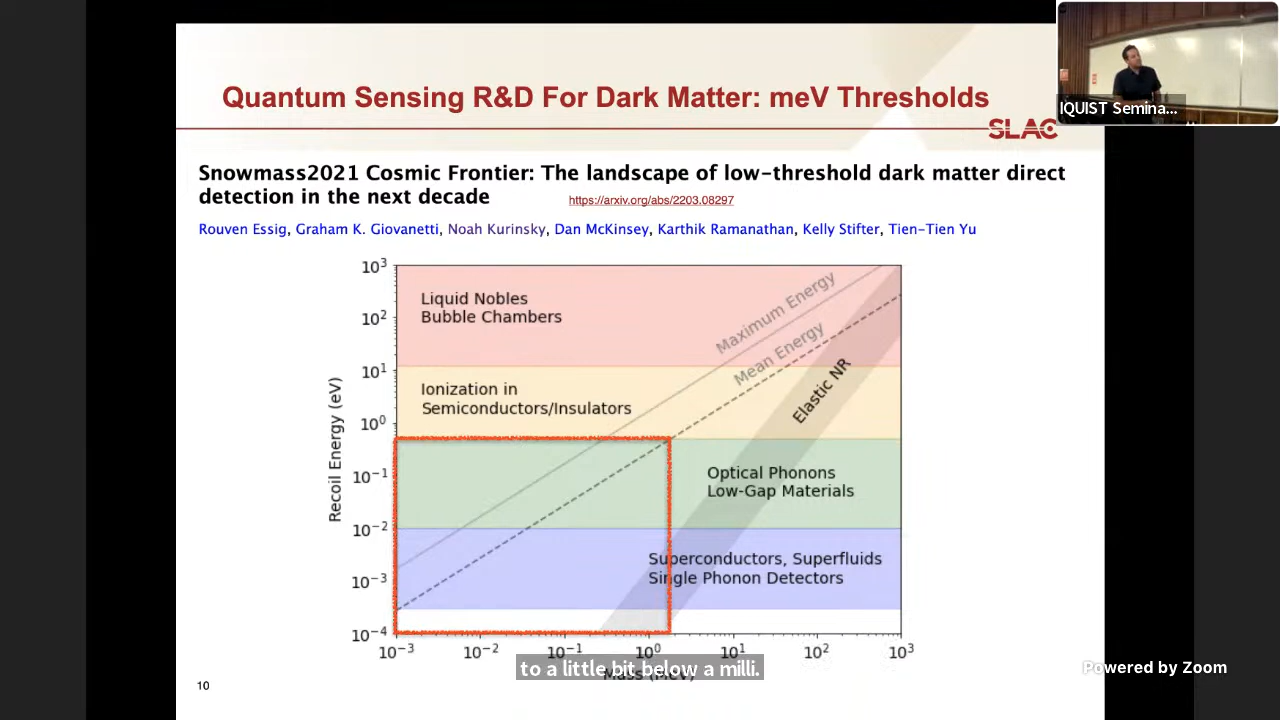 Quantum Sensing R&D For Dark Matter: meV Thresholds
SLAC
IQUIST Semina...
Snowmass2021 Cosmic Frontier: The landscape of low-threshold dark matter direct
detection in the next decade
https://arxiv.org/abs/2203.08297
Rouven Essig, Graham K. Giovanetti, Noah Kurinsky, Dan McKinsey, Karthik Ramanathan, Kelly Stifter, Tien-Tien Yu
Recoil Energy (eV)
10³
10²
10¹
10⁰
10⁻¹
10⁻²
10⁻³
10⁻⁴
Liquid Nobles
Bubble Chambers
Maximum Energy
Mean Energy
Elastic NR
Ionization in
Semiconductors/Insulators
Optical Phonons
Low-Gap Materials
Superconductors, Superfluids
Single Phonon Detectors
10⁻³ 10⁻² 10⁻¹ 10⁰ 10¹ 10² 10³
Mass (MeV)
to a little bit below a milli.
Powered by Zoom
10